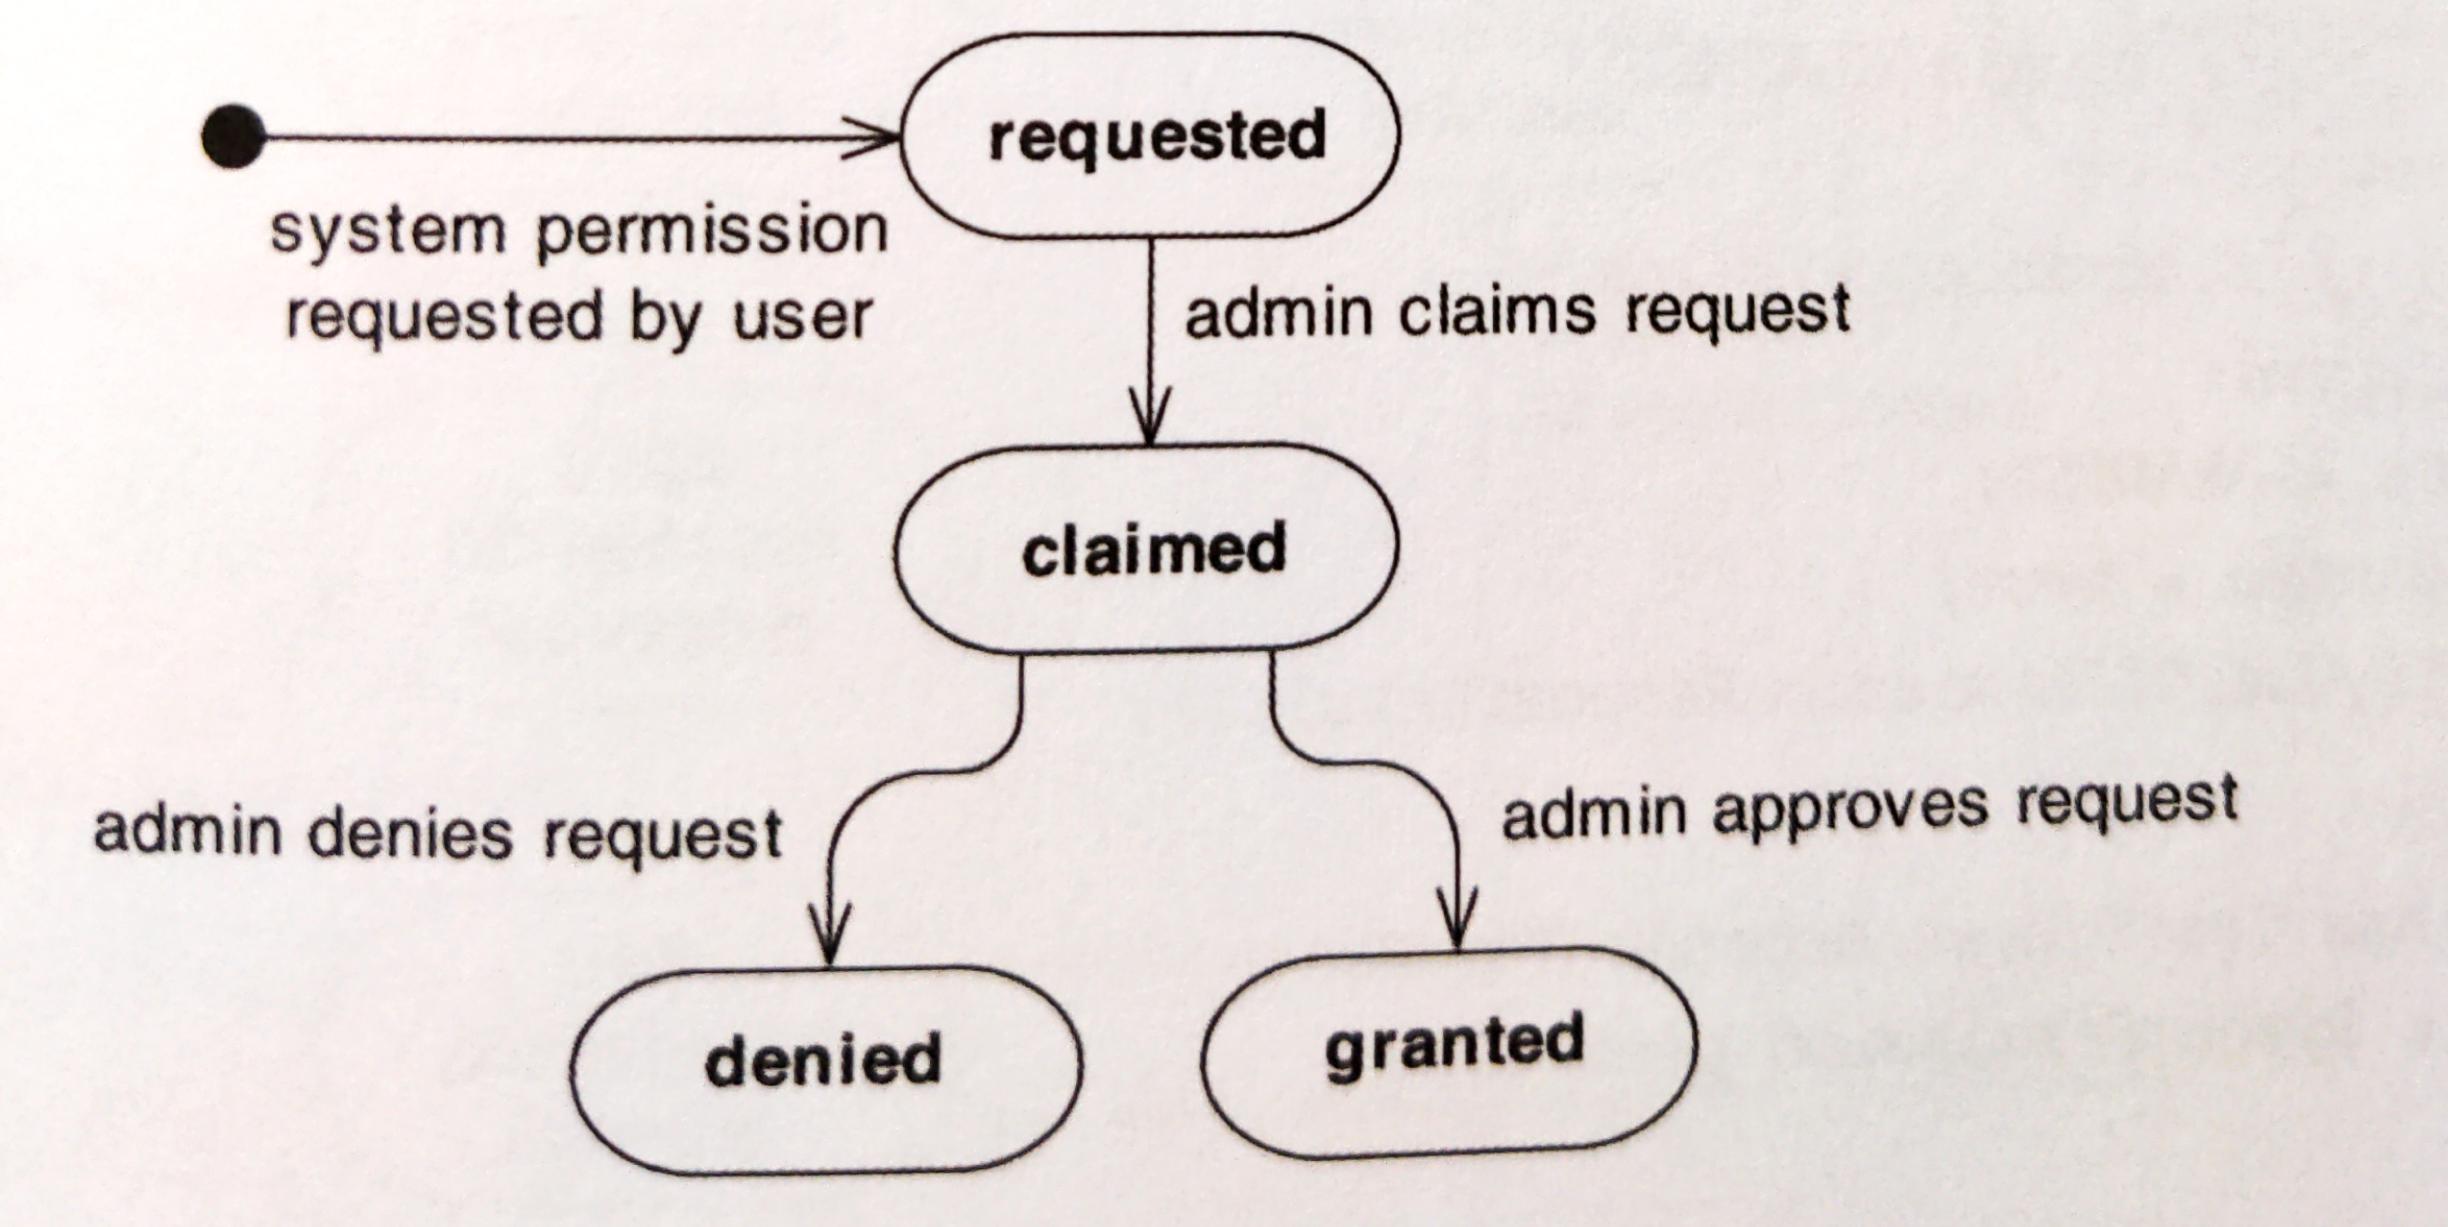 requested
system permission
requested by user
admin claims request
claimed
admin denies request
admin approves request
denied
granted